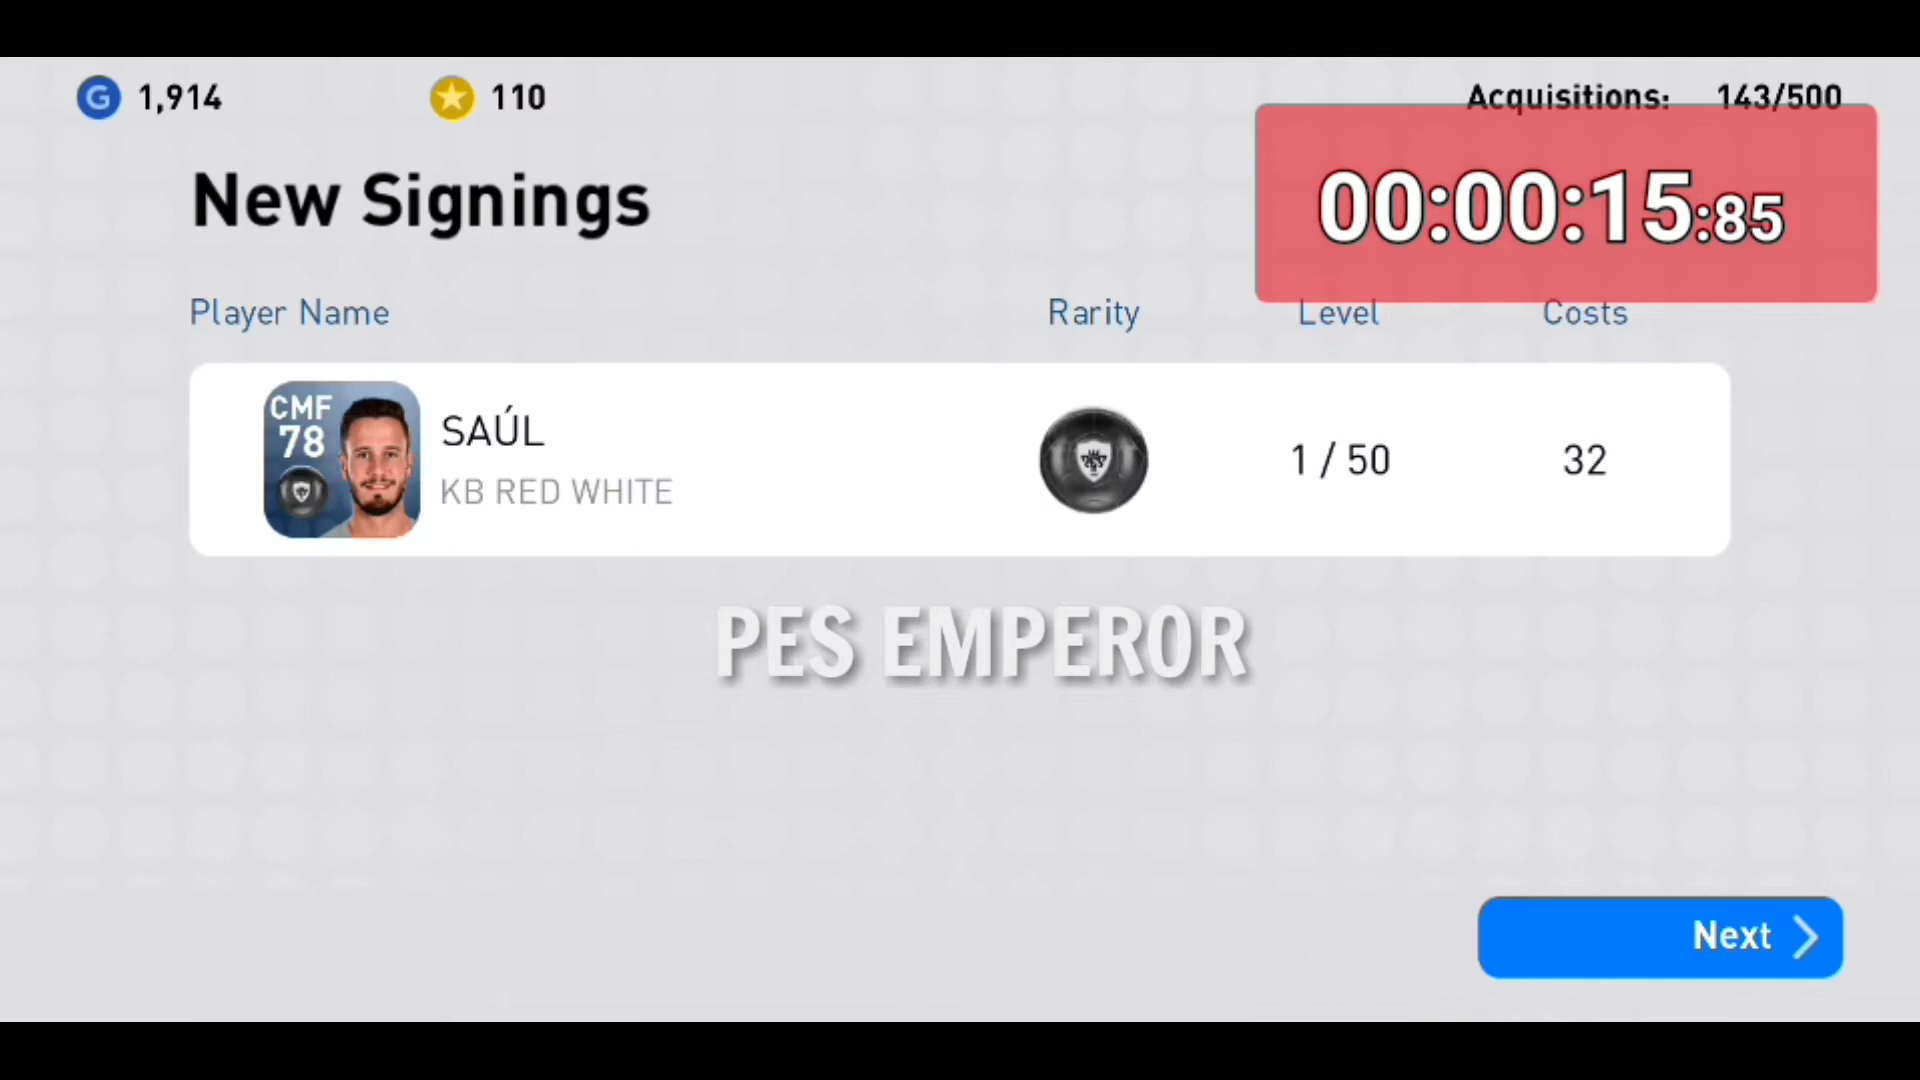 1,914
110
Acquisitions: 143/500
00:00:15:85
New Signings
Player Name Rarity Level Costs
CMF
78
SAÚL
KB RED WHITE
1 / 50
32
PES EMPEROR
Next